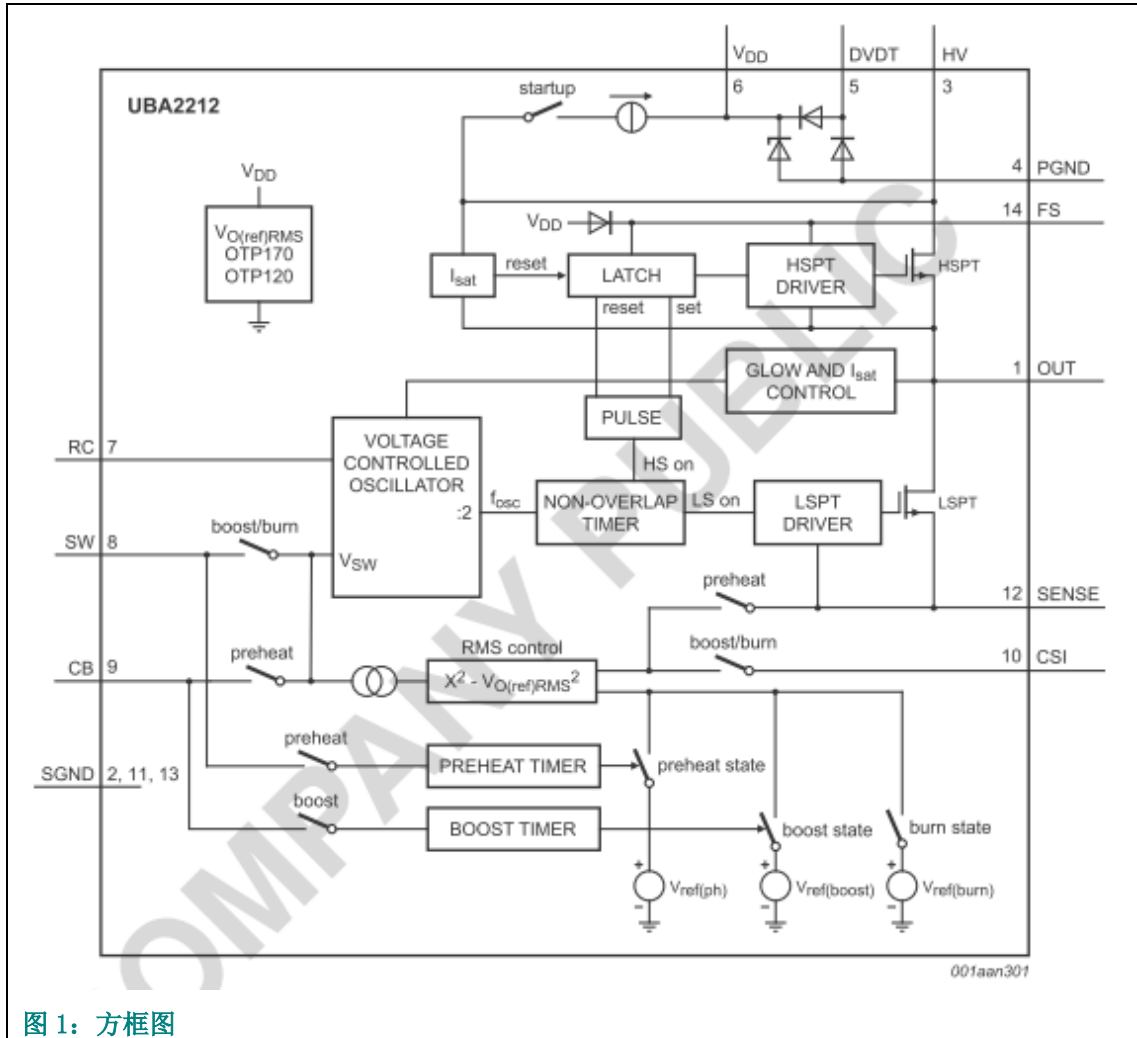 VDD DVDT HV
6 5 3
UBA2212
startup
4 PGND
VDD
VDD
14 FS
VO(ref)RMS
OTP170
OTP120
Isat
reset
LATCH
HSPT
DRIVER
HSPT
reset set
GLOW AND Isat
CONTROL
1 OUT
PULSE
RC 7
VOLTAGE
CONTROLLED
OSCILLATOR
:2
HS on
fosc
NON-OVERLAP
TIMER
LS on
LSPT
DRIVER
LSPT
boost/burn
SW 8
VSW
preheat
12 SENSE
preheat
RMS control
boost/burn
CB 9
X² - VO(ref)RMS²
10 CSI
preheat
SGND 2, 11, 13
PREHEAT TIMER
preheat state
boost
BOOST TIMER
boost state
burn state
+ + +
Vref(ph) Vref(boost) Vref(burn)
- - -
001aan301
OMPANY PUBLIC
图 1：方框图